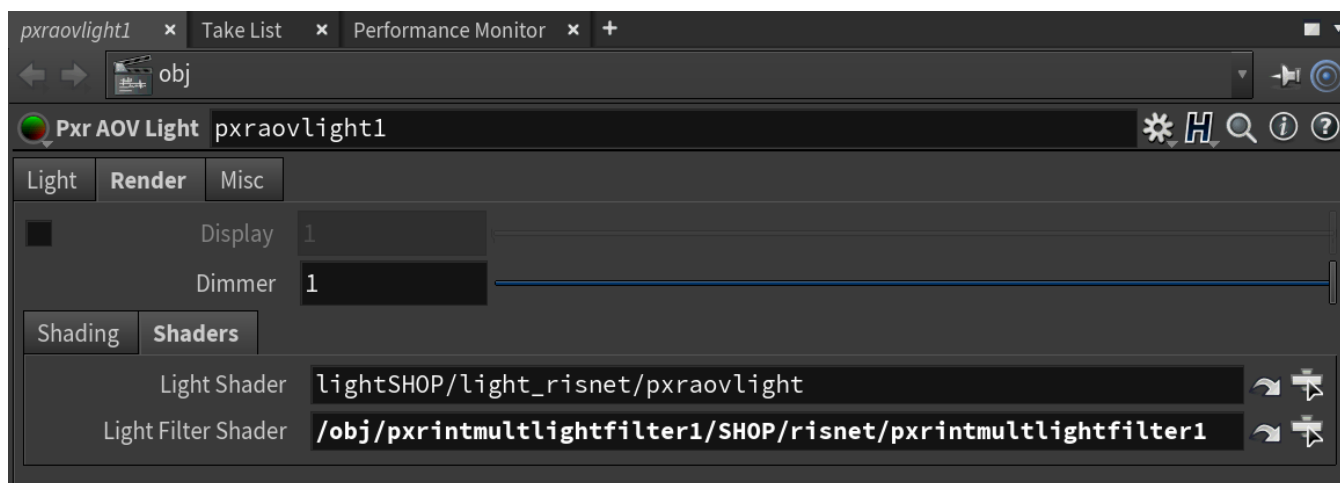 pxraovlight1 × Take List × Performance Monitor × +
obj
Pxr AOV Light pxraovlight1
Light Render Misc
Display 1
Dimmer 1
Shading Shaders
Light Shader lightSHOP/light_risnet/pxraovlight
Light Filter Shader /obj/pxrintmultlightfilter1/SHOP/risnet/pxrintmultlightfilter1